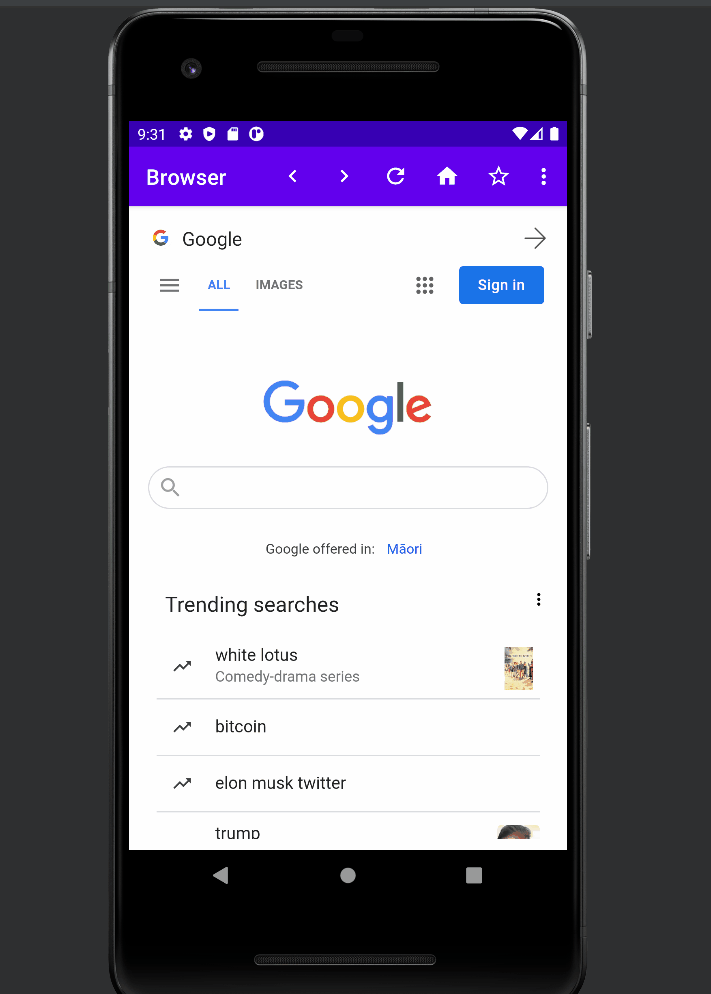 9:31
Browser
Google
ALL IMAGES Sign in
Google
Google offered in: Māori
Trending searches
white lotus
Comedy-drama series
bitcoin
elon musk twitter
trump